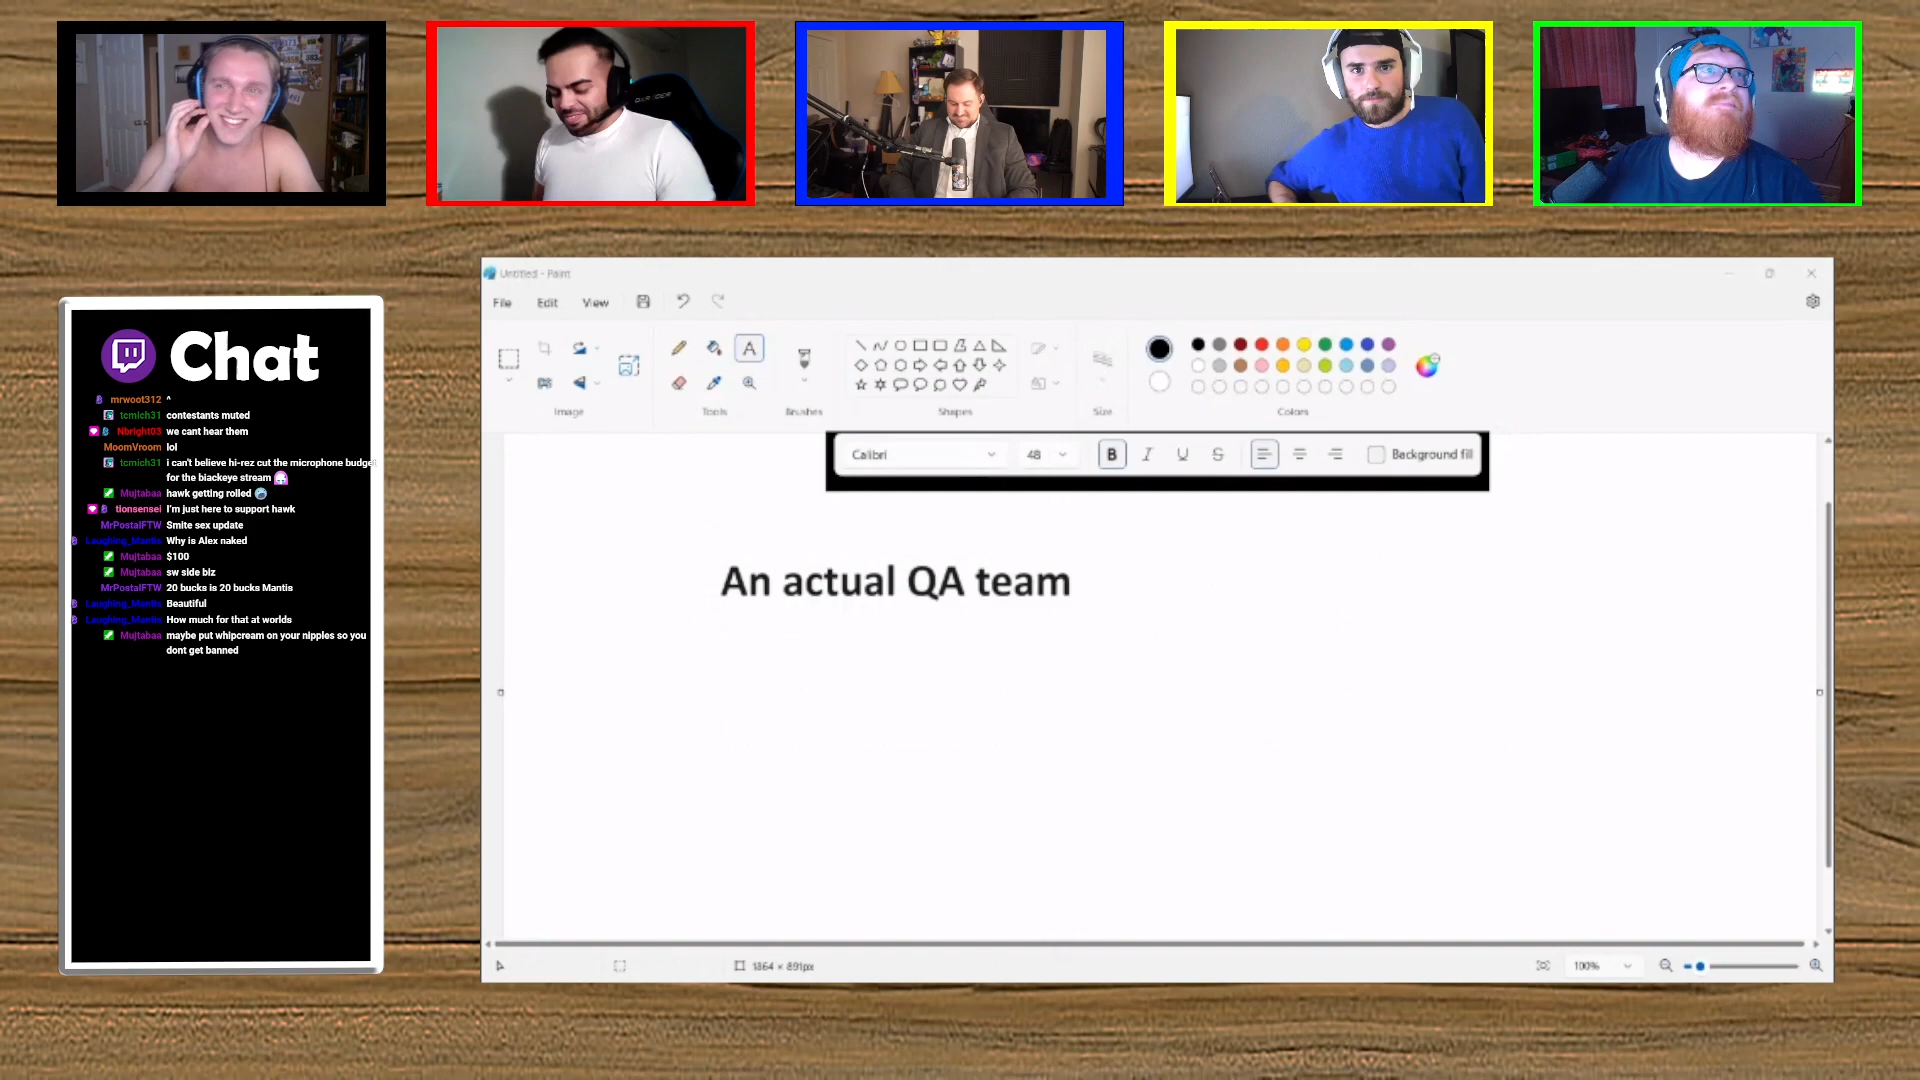 Chat
mrwoot312 ^
tcmich31 contestants muted
Nbright03 we cant hear them
MoomVroom lol
tcmich31 i can't believe hi-rez cut the microphone budge
for the biackeye stream
Mujtabaa hawk getting rolled
tionsensei I'm just here to support hawk
MrPostalFTW Smite sex update
Laughing_Mantis Why is Alex naked
Mujtabaa $100
Mujtabaa sw side biz
MrPostalFTW 20 bucks is 20 bucks Mantis
Laughing_Mantis Beautiful
Laughing_Mantis How much for that at worlds
Mujtabaa maybe put whipcream on your nipples so you
dont get banned
Untitled - Paint
File Edit View
Image Tools Brushes Shapes Size Colors
Calibri 48 B I U S Background fill
An actual QA team
1864 × 891px
100%